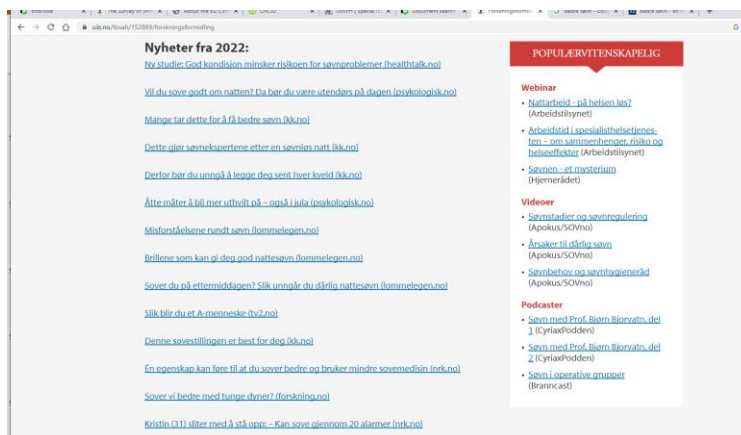 uib.no/fovah/152889/forskningsformidling
Nyheter fra 2022:
Ny studie: God kondisjon minsker risikoen for søvnproblemer (healthtalk.no)
Vil du sove godt om natten? Da bør du være utendørs på dagen (psykologisk.no)
Mange tar dette for å få bedre søvn (kk.no)
Dette gjør søvnekspertene etter en søvnløs natt (kk.no)
Derfor bør du unngå å legge deg sent hver kveld (kk.no)
Åtte måter å bli mer uthvilt på – også i jula (psykologisk.no)
Misforståelsene rundt søvn (lommelegen.no)
Brillene som kan gi deg god nattesøvn (lommelegen.no)
Sover du på ettermiddagen? Slik unngår du dårlig nattesøvn (lommelegen.no)
Slik blir du et A-menneske (tv2.no)
Denne sovestillingen er best for deg (kk.no)
Én egenskap kan føre til at du sover bedre og bruker mindre sovemedisin (nrk.no)
Sover vi bedre med tunge dyner? (forskning.no)
Kristin (31) sliter med å stå opp: – Kan sove gjennom 20 alarmer (nrk.no)
POPULÆRVITENSKAPELIG
Webinar
• Nattarbeid - på helsen løs?
(Arbeidstilsynet)
• Arbeidstid i spesialisthelsetjenes-
ten – om sammenhenger, risiko og
helseeffekter (Arbeidstilsynet)
• Søvnen - et mysterium
(Hjernerådet)
Videoer
• Søvnstadier og søvnregulering
(Apokus/SOVno)
• Årsaker til dårlig søvn
(Apokus/SOVno)
• Søvnbehov og søvnhygieneråd
(Apokus/SOVno)
Podcaster
• Søvn med Prof. Bjørn Bjorvatn, del
1 (CyriaxPodden)
• Søvn med Prof. Bjørn Bjorvatn, del
2 (CyriaxPodden)
• Søvn i operative grupper
(Branncast)